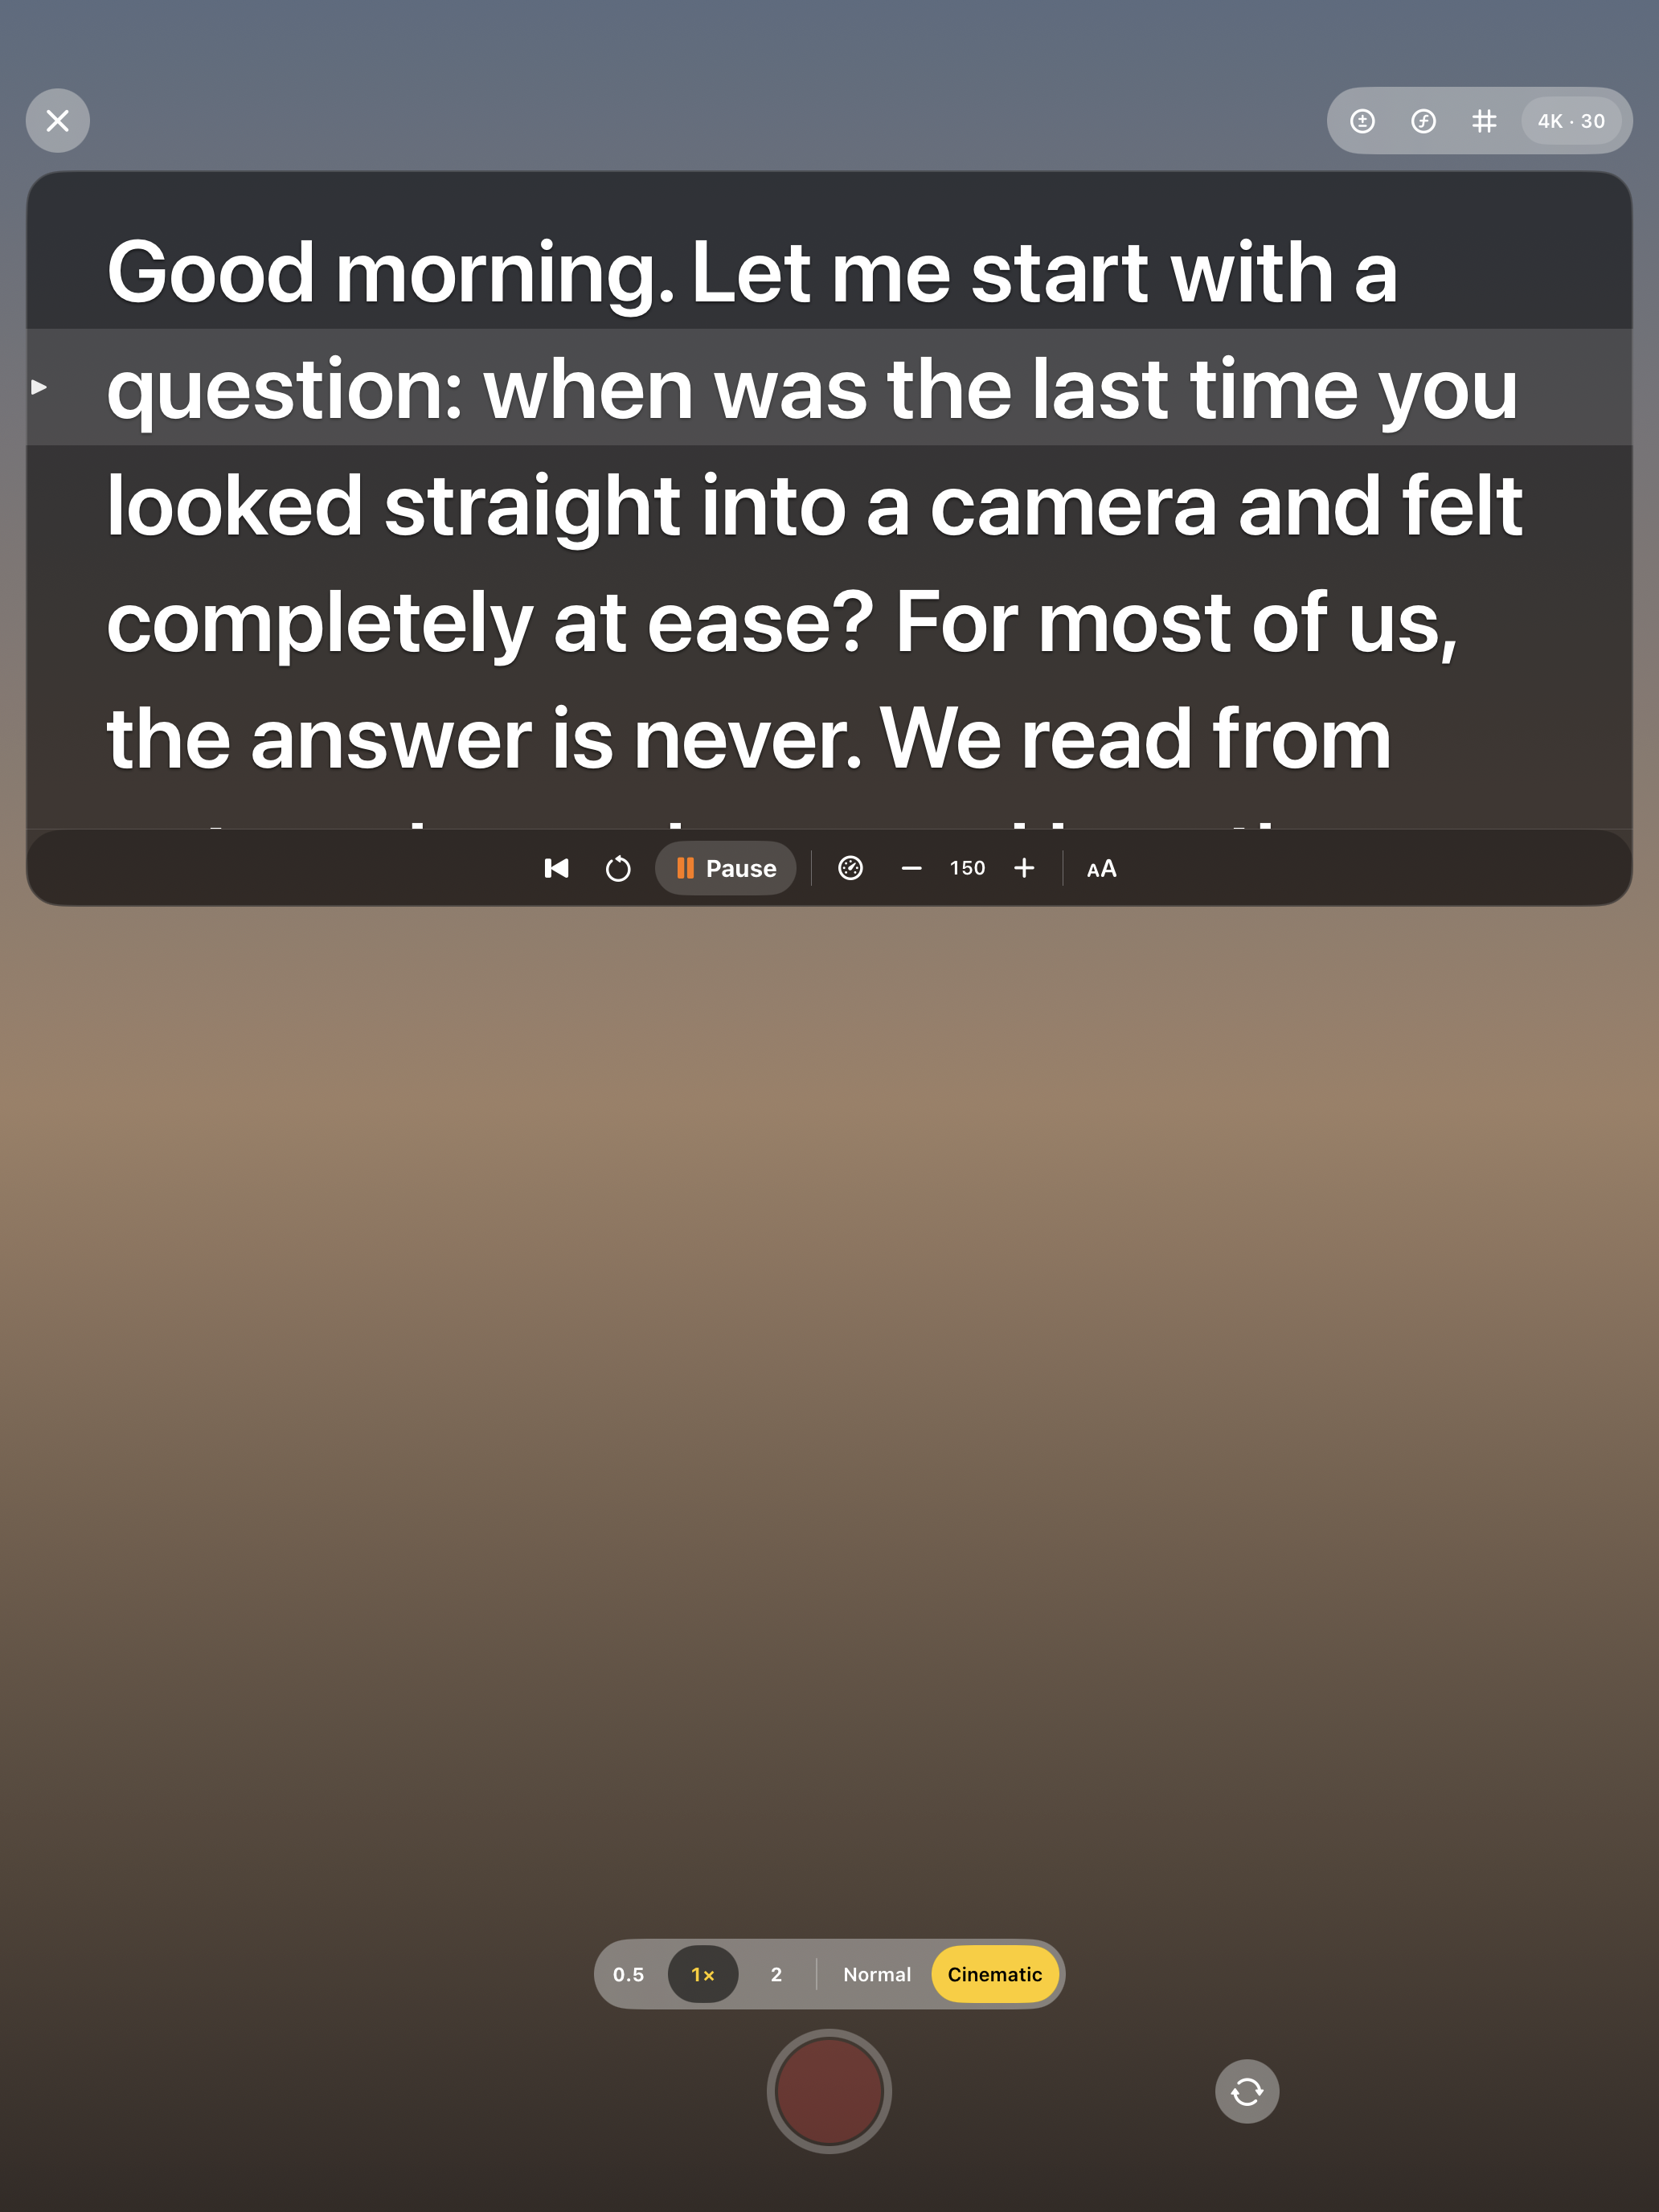 4K · 30
Good morning. Let me start with a
question: when was the last time you
looked straight into a camera and felt
completely at ease? For most of us,
the answer is never. We read from
Pause
150
AA
0.5
1×
2
Normal
Cinematic